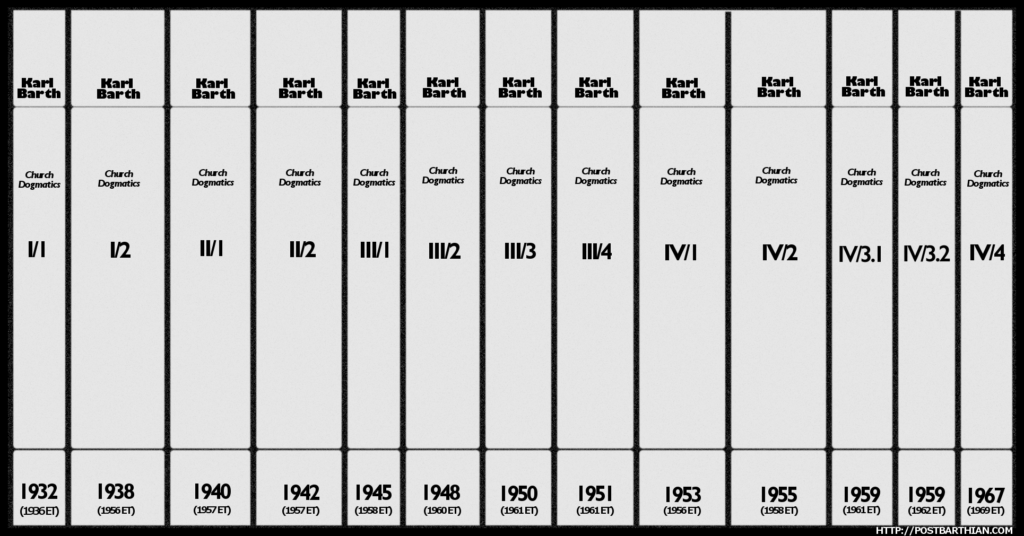 Karl
Barth
Church
Dogmatics
I/1
1932
(1936 ET)
Karl
Barth
Church
Dogmatics
I/2
1938
(1956 ET)
Karl
Barth
Church
Dogmatics
II/1
1940
(1957 ET)
Karl
Barth
Church
Dogmatics
II/2
1942
(1957 ET)
Karl
Barth
Church
Dogmatics
III/1
1945
(1958 ET)
Karl
Barth
Church
Dogmatics
III/2
1948
(1960 ET)
Karl
Barth
Church
Dogmatics
III/3
1950
(1961 ET)
Karl
Barth
Church
Dogmatics
III/4
1951
(1961 ET)
Karl
Barth
Church
Dogmatics
IV/1
1953
(1956 ET)
Karl
Barth
Church
Dogmatics
IV/2
1955
(1958 ET)
Karl
Barth
Church
Dogmatics
IV/3.1
1959
(1961 ET)
Karl
Barth
Church
Dogmatics
IV/3.2
1959
(1962 ET)
Karl
Barth
Church
Dogmatics
IV/4
1967
(1969 ET)
HTTP://POSTBARTHIAN.COM